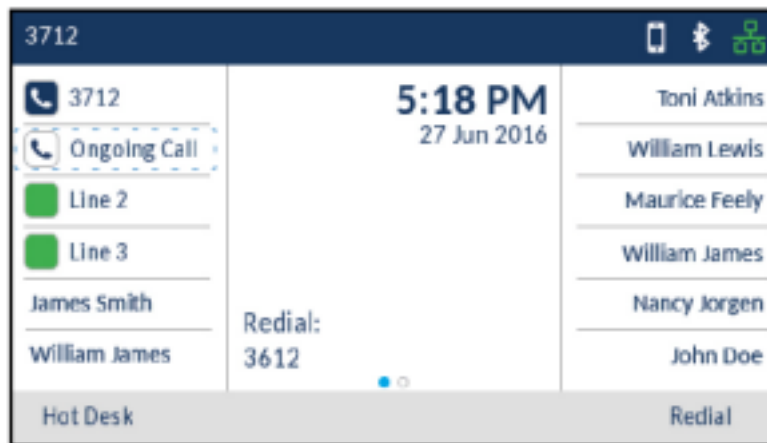 3712
3712
Ongoing Call
Line 2
Line 3
James Smith
William James
5:18 PM
27 Jun 2016
Redial:
3612
Toni Atkins
William Lewis
Maurice Feely
William James
Nancy Jorgen
John Doe
Hot Desk
Redial